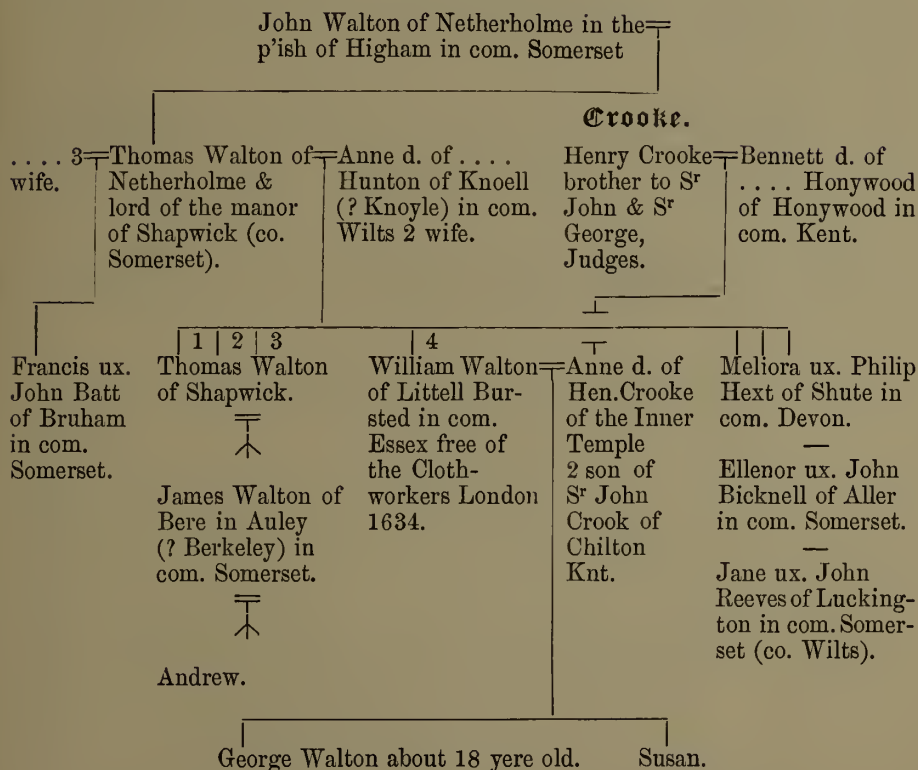 John Walton of Netherholme in the
p'ish of Higham in com. Somerset
Crooke.
. . . . 3
wife.
Thomas Walton of
Netherholme &
lord of the manor
of Shapwick (co.
Somerset).
Anne d. of . . . .
Hunton of Knoell
(? Knoyle) in com.
Wilts 2 wife.
Henry Crooke
brother to Sr
John & Sr
George,
Judges.
Bennett d. of
. . . . Honywood
of Honywood in
com. Kent.
Francis ux.
John Batt
of Bruham
in com.
Somerset.
1 2 3
Thomas Walton
of Shapwick.
James Walton of
Bere in Auley
(? Berkeley) in
com. Somerset.
Andrew.
4
William Walton
of Littell Bur-
sted in com.
Essex free of
the Cloth-
workers London
1634.
Anne d. of
Hen.Crooke
of the Inner
Temple
2 son of
Sr John
Crook of
Chilton
Knt.
Meliora ux. Philip
Hext of Shute in
com. Devon.
—
Ellenor ux. John
Bicknell of Aller
in com. Somerset.
—
Jane ux. John
Reeves of Lucking-
ton in com. Somer-
set (co. Wilts).
George Walton about 18 yere old.
Susan.